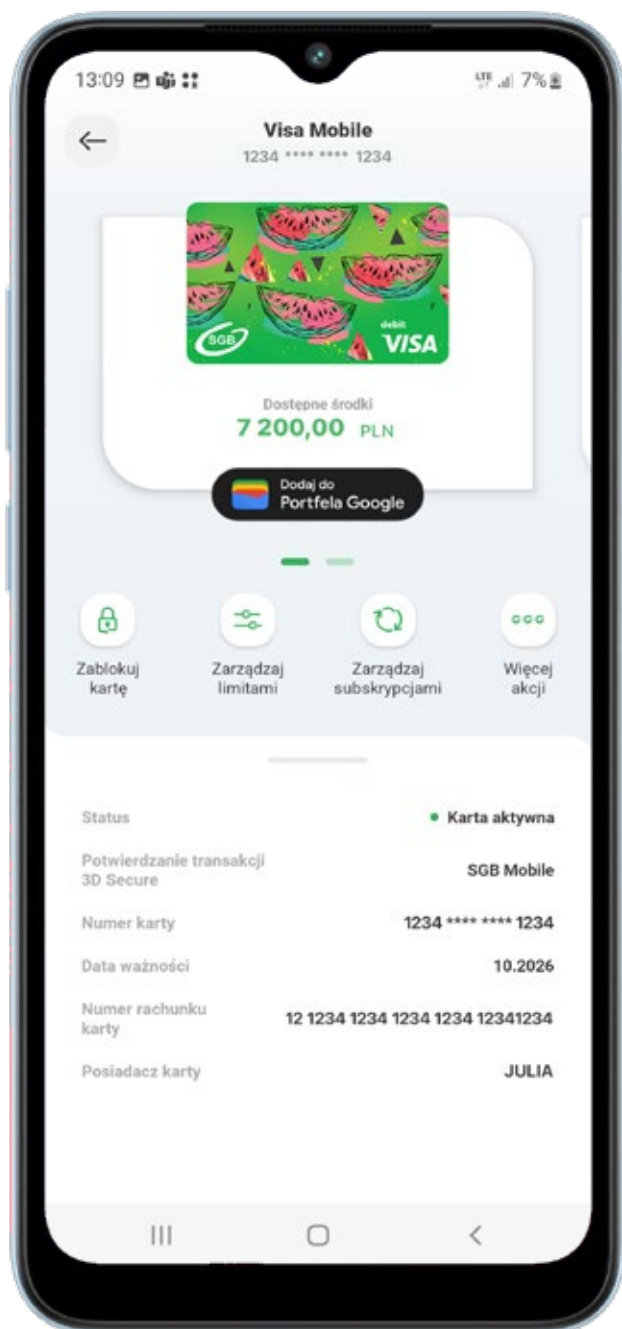 13:09 LTE 7%
Visa Mobile
1234 **** **** 1234
SGB debit
VISA
Dostępne środki
7 200,00 PLN
Dodaj do
Portfela Google
Zablokuj kartę
Zarządzaj limitami
Zarządzaj subskrypcjami
Więcej akcji
Status • Karta aktywna
Potwierdzanie transakcji
3D Secure SGB Mobile
Numer karty 1234 **** **** 1234
Data ważności 10.2026
Numer rachunku
karty 12 1234 1234 1234 1234 12341234
Posiadacz karty JULIA